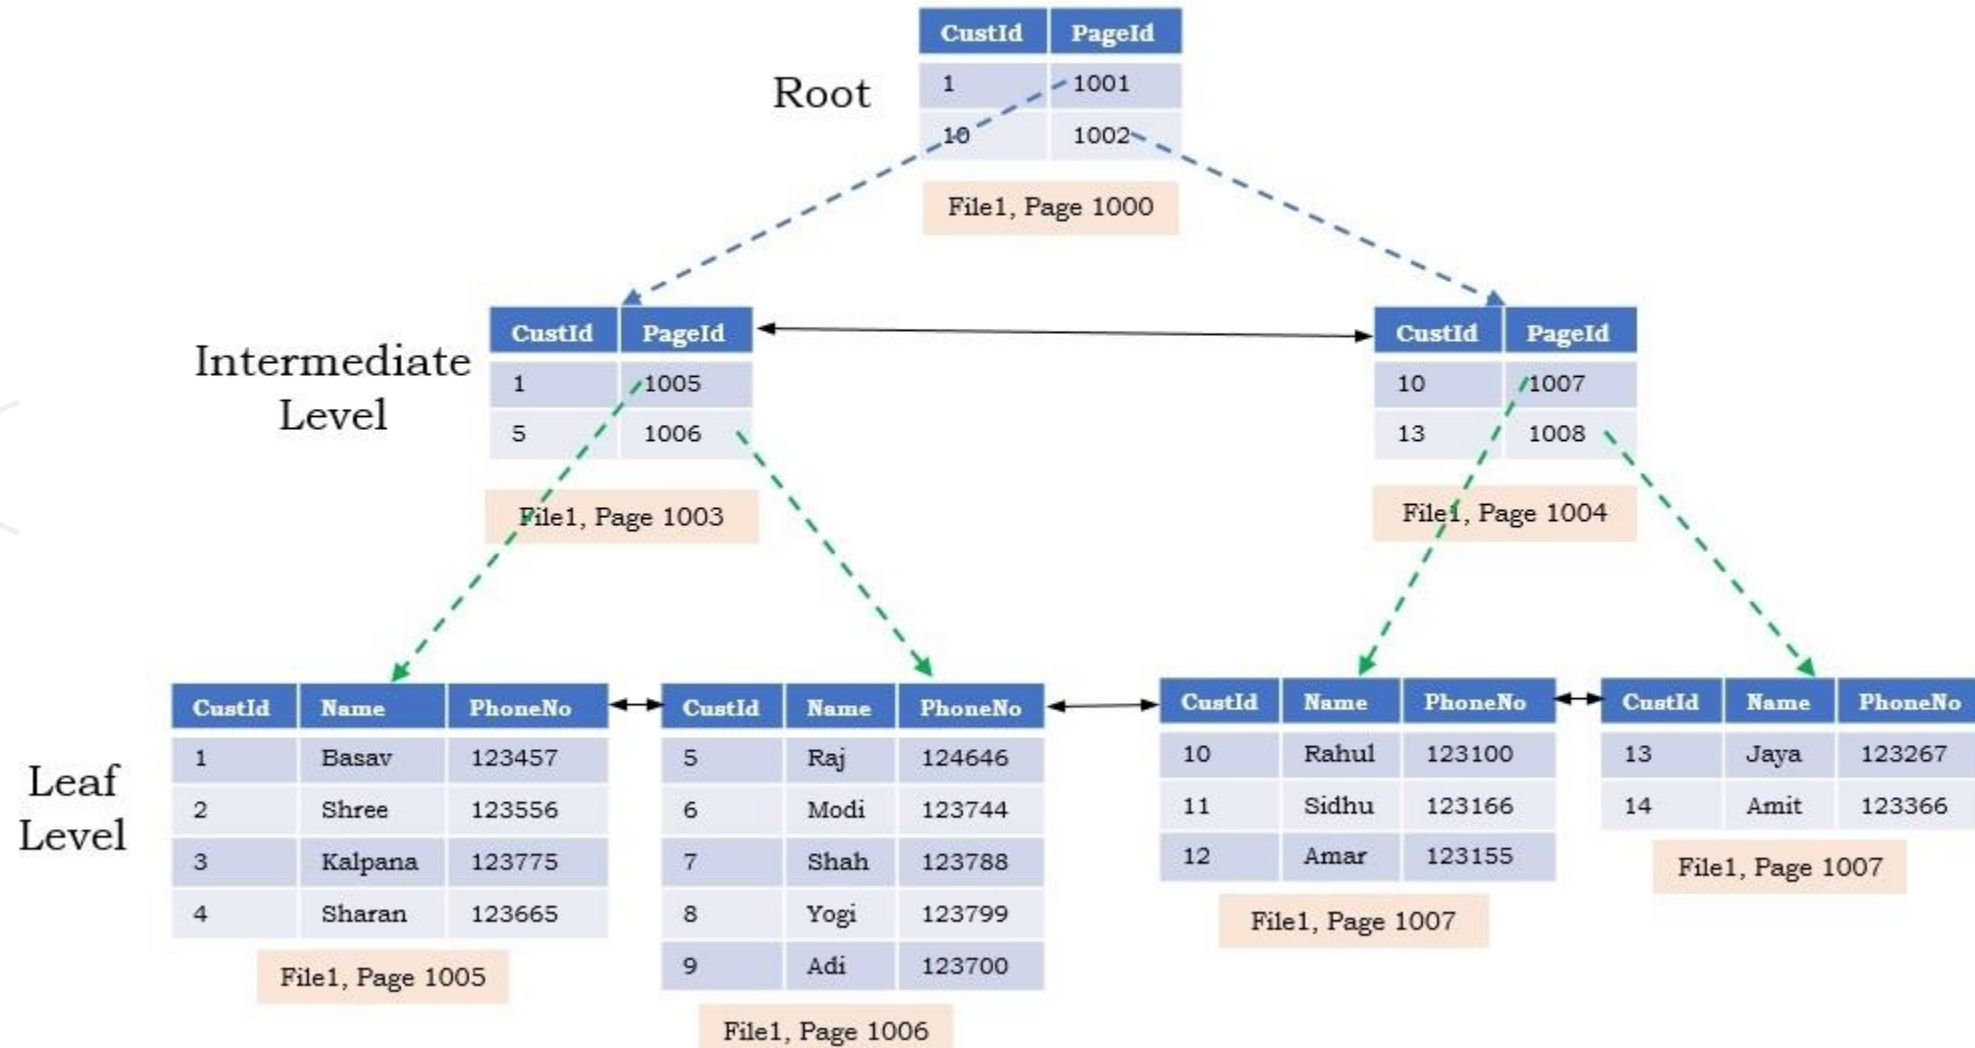 CustId PageId
Root
1 1001
10 1002
File1, Page 1000
Intermediate
Level
CustId PageId
1 1005
5 1006
File1, Page 1003
CustId PageId
10 1007
13 1008
File1, Page 1004
Leaf
Level
CustId Name PhoneNo
1 Basav 123457
2 Shree 123556
3 Kalpana 123775
4 Sharan 123665
File1, Page 1005
CustId Name PhoneNo
5 Raj 124646
6 Modi 123744
7 Shah 123788
8 Yogi 123799
9 Adi 123700
File1, Page 1006
CustId Name PhoneNo
10 Rahul 123100
11 Sidhu 123166
12 Amar 123155
File1, Page 1007
CustId Name PhoneNo
13 Jaya 123267
14 Amit 123366
File1, Page 1007